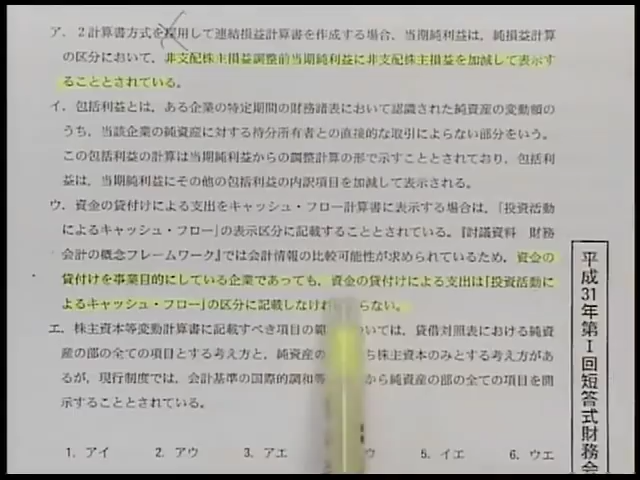 ア．２計算書方式を採用して連結損益計算書を作成する場合，当期純利益は，純損益計算
の区分において，非支配株主損益調整前当期純利益に非支配株主損益を加減して表示す
ることとされている。
イ．包括利益とは，ある企業の特定期間の財務諸表において認識された純資産の変動額の
うち，当該企業の純資産に対する持分所有者との直接的な取引によらない部分をいう。
この包括利益の計算は当期純利益からの調整計算の形で示すこととされており，包括利
益は，当期純利益にその他の包括利益の内訳項目を加減して表示される。
ウ．資金の貸付けによる支出をキャッシュ・フロー計算書に表示する場合は，「投資活動
によるキャッシュ・フロー」の表示区分に記載することとされている。『討議資料　財務
会計の概念フレームワーク』では会計情報の比較可能性が求められているため，資金の
貸付けを事業目的にしている企業であっても，資金の貸付けによる支出は「投資活動に
よるキャッシュ・フロー」の区分に記載しなけ らない。
エ．株主資本等変動計算書に記載すべき項目の範 ついては，貸借対照表における純資
産の部の全ての項目とする考え方と，純資産の ち株主資本のみとする考え方があ
るが，現行制度では，会計基準の国際的調和等 から純資産の部の全ての項目を開
示することとされている。
1．アイ　2．アウ　3．アエ　5．イエ　6．ウエ
平成31年第Ⅰ回短答式財務会